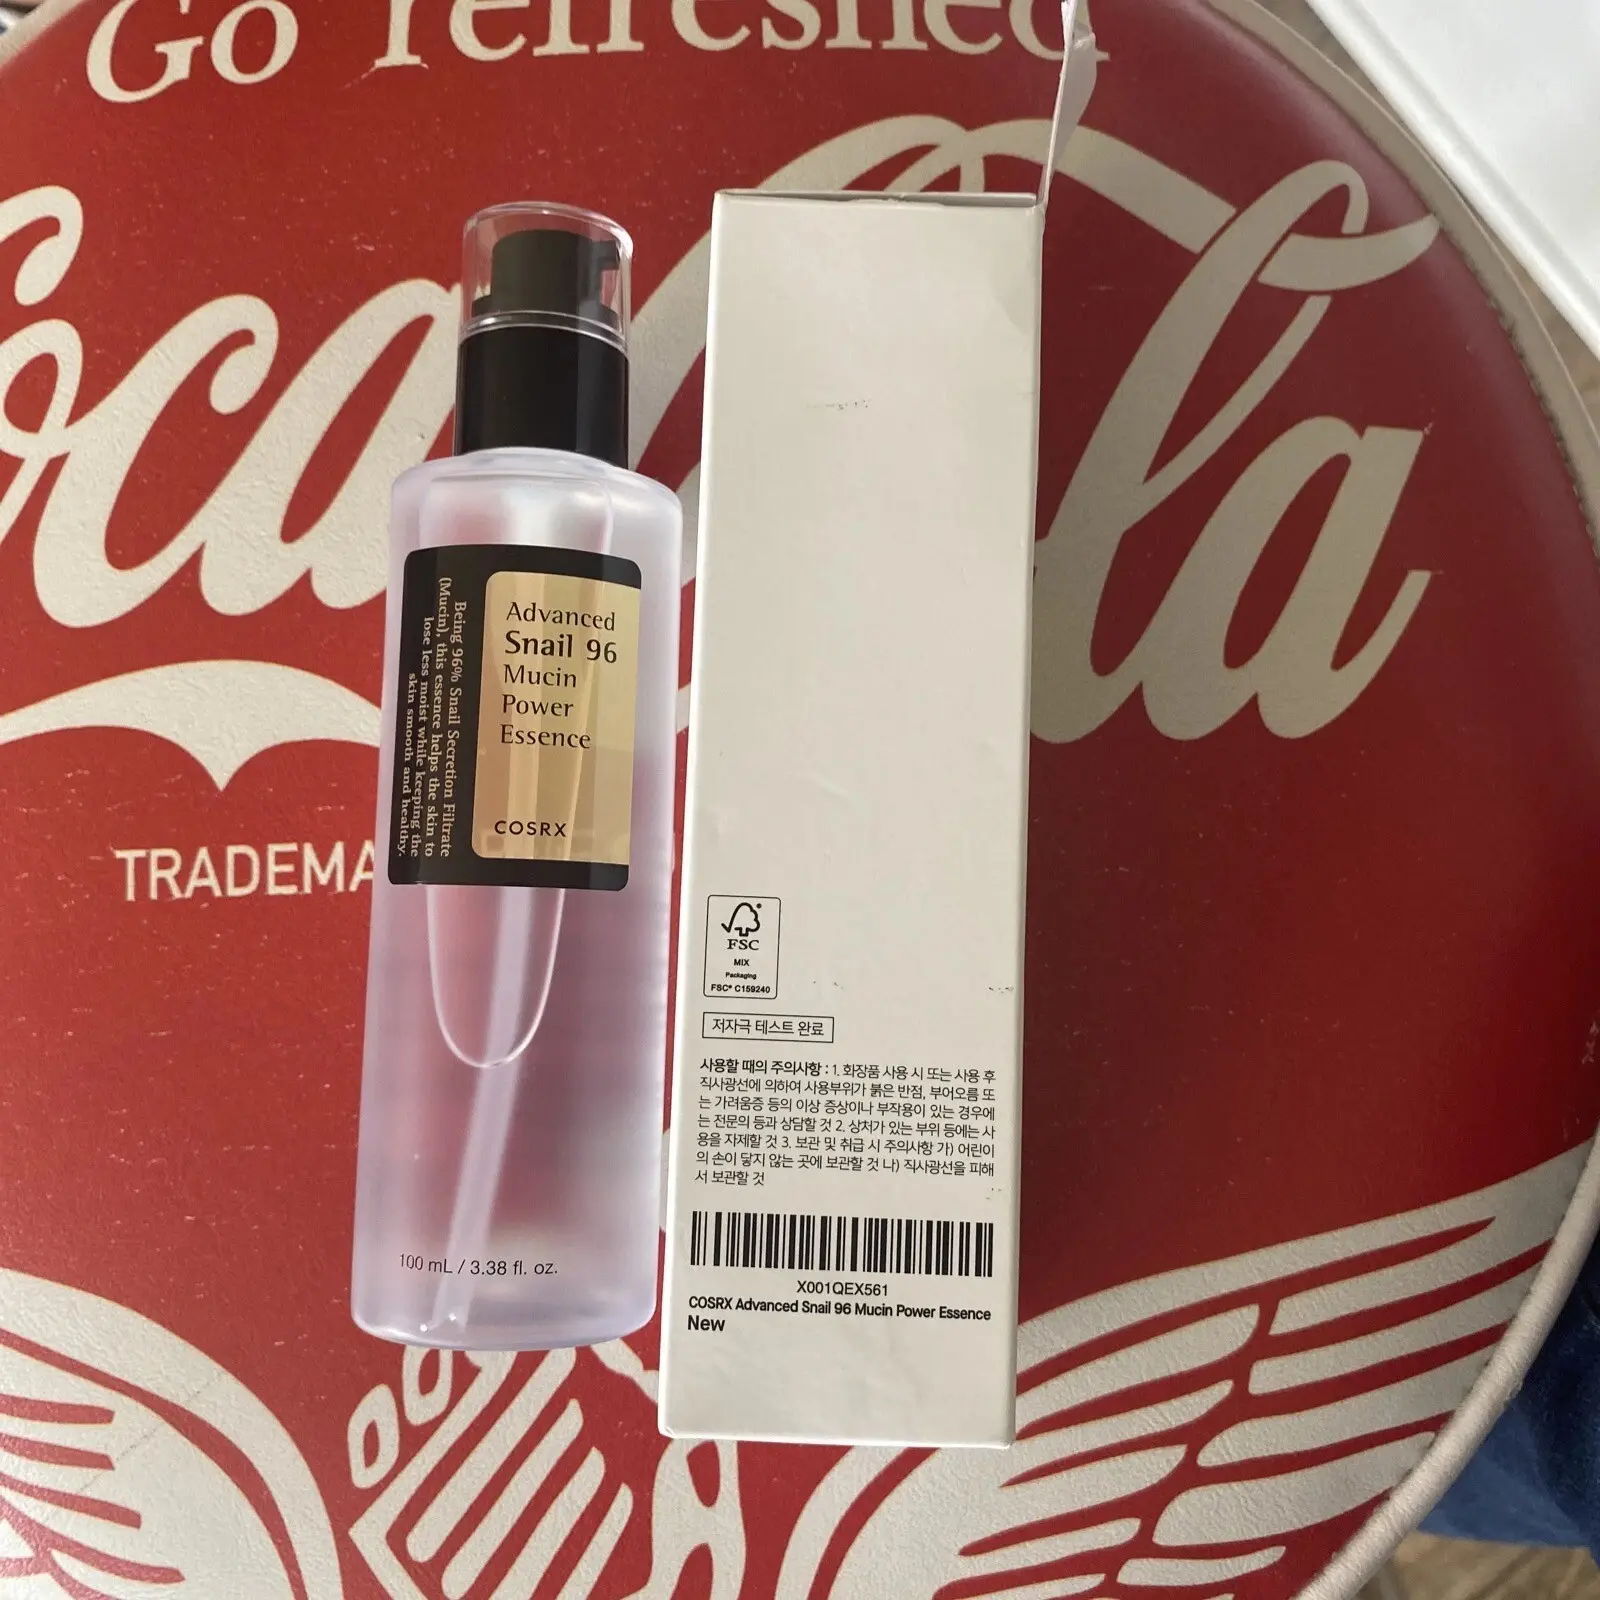 Go refreshed
Coca-Cola
TRADEMA
Advanced
Snail 96
Mucin
Power
Essence
COSRX
Being 96% Snail Secretion Filtrate
(Mucin), this essence helps the skin to
lose less moist while keeping the
skin smooth and healthy.
100 mL / 3.38 fl. oz.
FSC
MIX
Packaging
FSC® C159240
저자극 테스트 완료
사용할 때의 주의사항 : 1. 화장품 사용 시 또는 사용 후
직사광선에 의하여 사용부위가 붉은 반점, 부어오름 또
는 가려움증 등의 이상 증상이나 부작용이 있는 경우에
는 전문의 등과 상담할 것 2. 상처가 있는 부위 등에는 사
용을 자제할 것 3. 보관 및 취급 시 주의사항 가) 어린이
의 손이 닿지 않는 곳에 보관할 것 나) 직사광선을 피해
서 보관할 것
X001QEX561
COSRX Advanced Snail 96 Mucin Power Essence
New